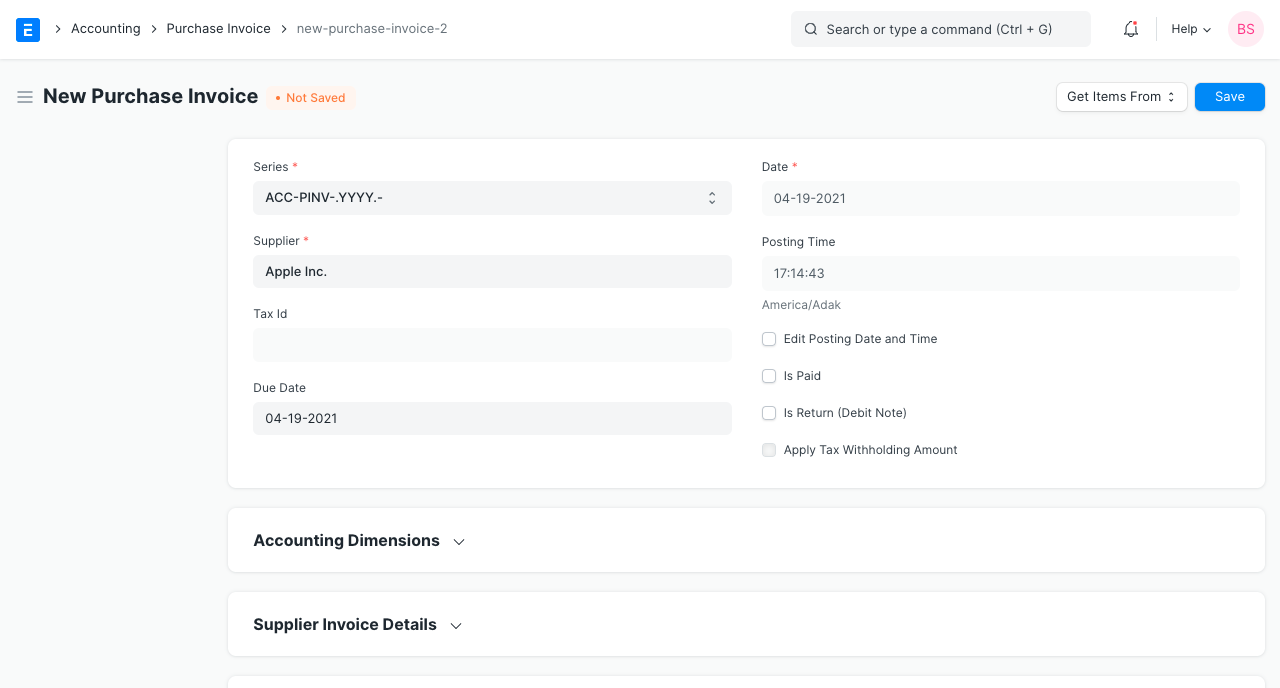 E
Accounting
Purchase Invoice
new-purchase-invoice-2
Search or type a command (Ctrl + G)
Help
BS
New Purchase Invoice
• Not Saved
Get Items From
Save
Series *
ACC-PINV-.YYYY.-
Supplier *
Apple Inc.
Tax Id
Due Date
04-19-2021
Date *
04-19-2021
Posting Time
17:14:43
America/Adak
Edit Posting Date and Time
Is Paid
Is Return (Debit Note)
Apply Tax Withholding Amount
Accounting Dimensions
Supplier Invoice Details